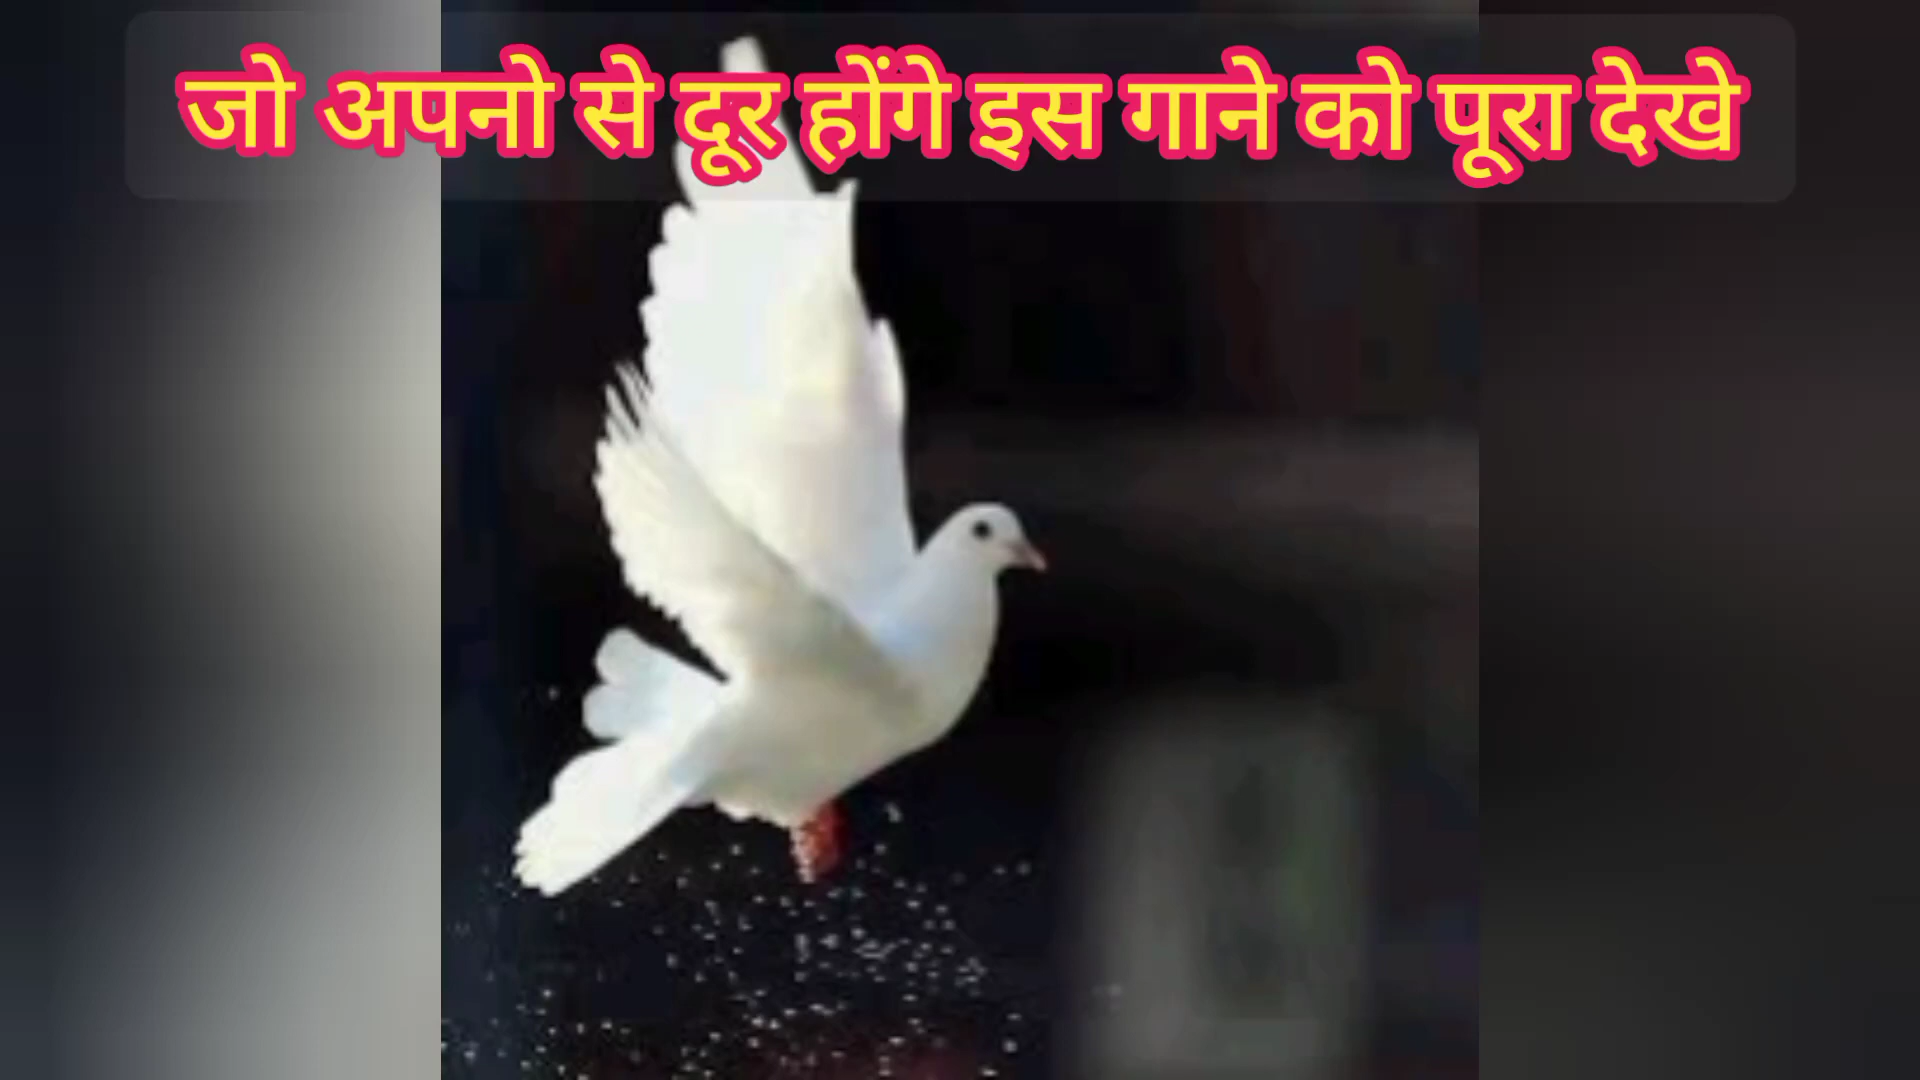 जो अपनो से दूर होंगे इस गाने को पूरा देखे